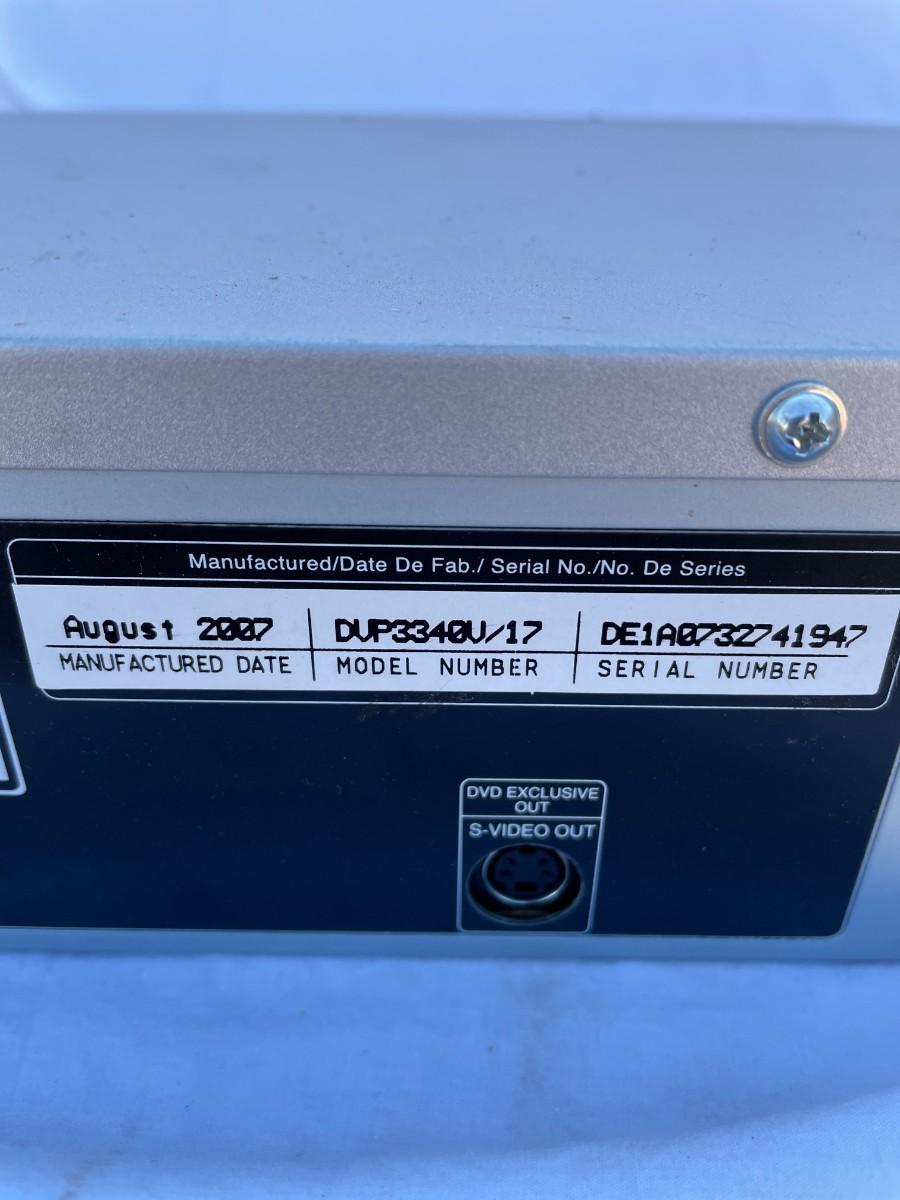 Manufactured/Date De Fab./ Serial No./No. De Series
August 2007 DVP3340V/17 DE1A0732741947
MANUFACTURED DATE MODEL NUMBER SERIAL NUMBER
DVD EXCLUSIVE
OUT
S-VIDEO OUT